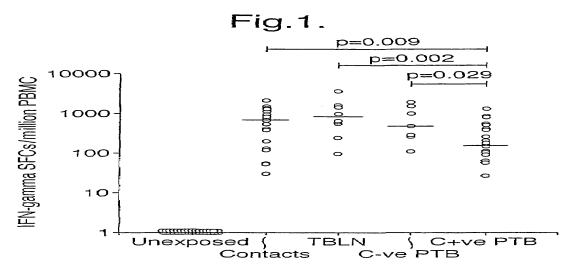 Fig.1.
p=0.009
p=0.002
p=0.029
IFN-gamma SFCs/million PBMC
10000
1000
100
10
1
Unexposed
Contacts
TBLN
C-ve PTB
C+ve PTB